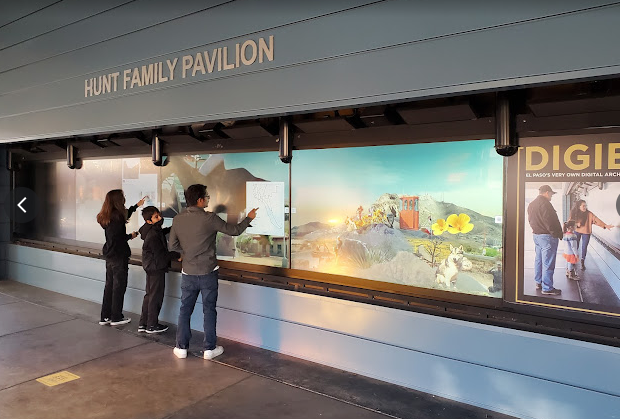 HUNT FAMILY PAVILION
DIGIE
EL PASO'S VERY OWN DIGITAL ARCH